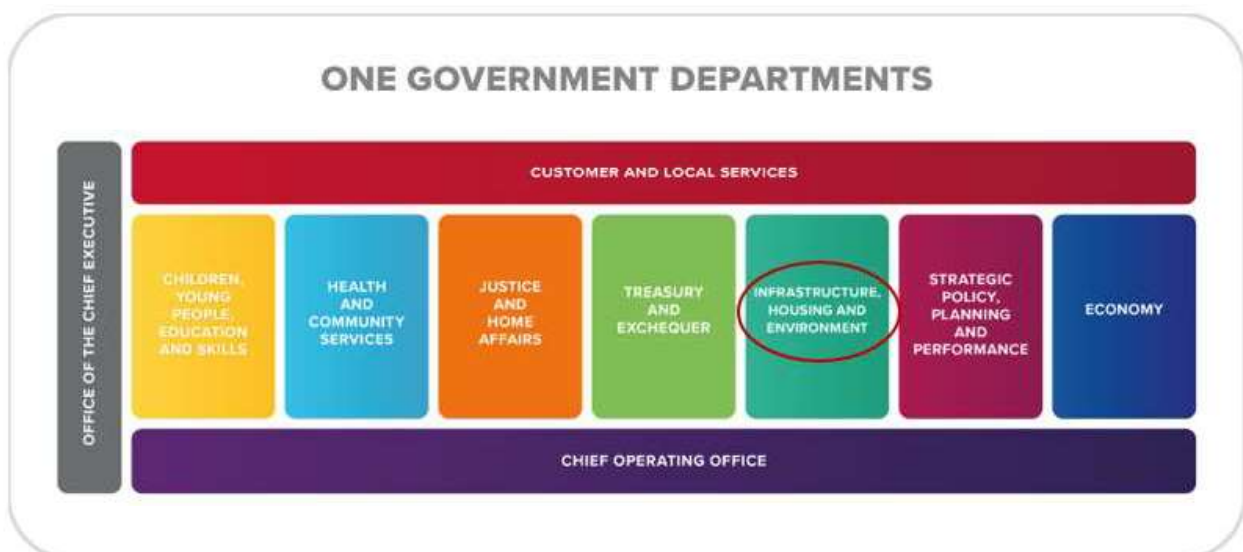 ONE GOVERNMENT DEPARTMENTS
OFFICE OF THE CHIEF EXECUTIVE
CUSTOMER AND LOCAL SERVICES
CHILDREN,
YOUNG
PEOPLE,
EDUCATION
AND SKILLS
HEALTH
AND
COMMUNITY
SERVICES
JUSTICE
AND
HOME
AFFAIRS
TREASURY
AND
EXCHEQUER
INFRASTRUCTURE,
HOUSING AND
ENVIRONMENT
STRATEGIC
POLICY,
PLANNING
AND
PERFORMANCE
ECONOMY
CHIEF OPERATING OFFICE